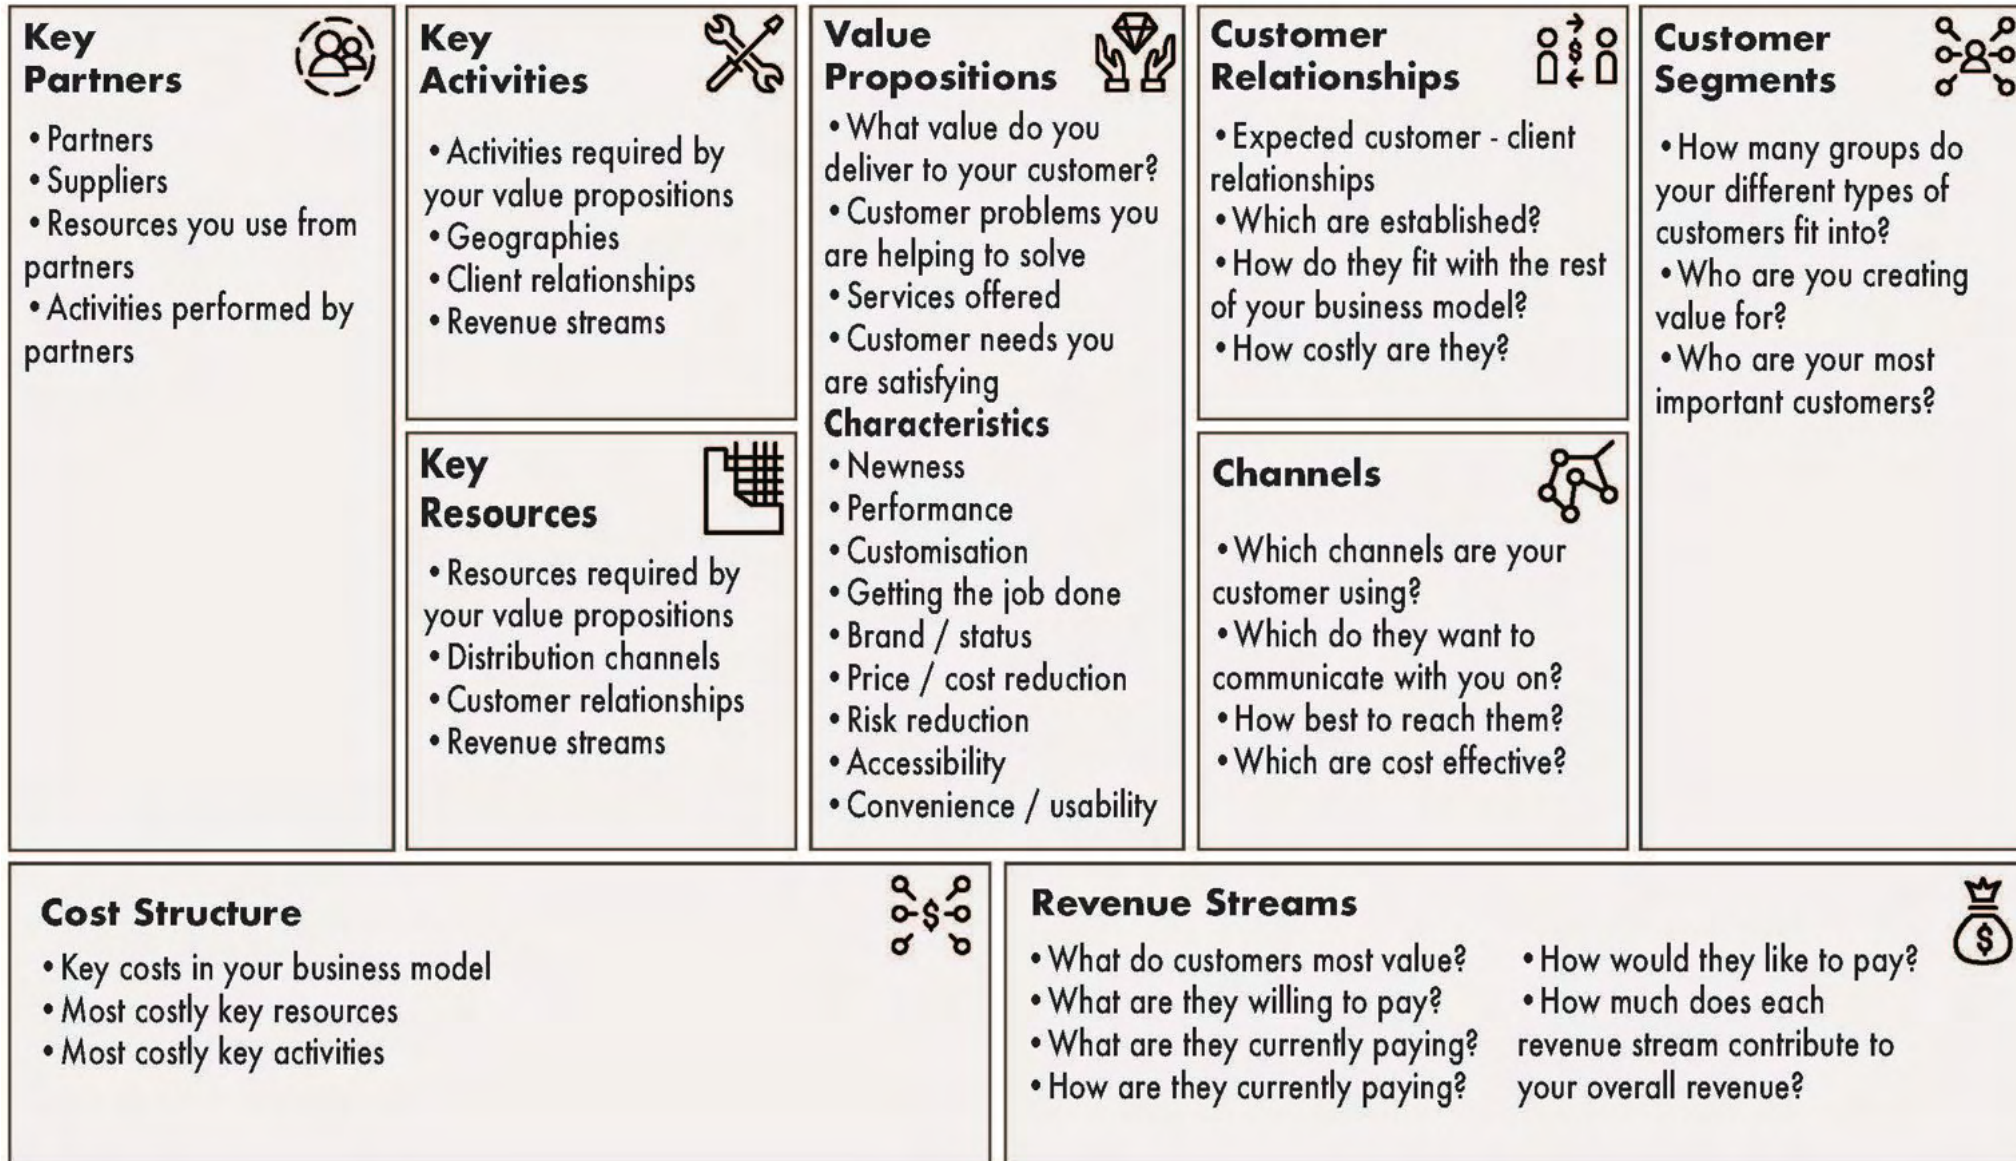 Key
Partners
• Partners
• Suppliers
• Resources you use from
partners
• Activities performed by
partners
Key
Activities
• Activities required by
your value propositions
• Geographies
• Client relationships
• Revenue streams
Key
Resources
• Resources required by
your value propositions
• Distribution channels
• Customer relationships
• Revenue streams
Value
Propositions
• What value do you
deliver to your customer?
• Customer problems you
are helping to solve
• Services offered
• Customer needs you
are satisfying
Characteristics
• Newness
• Performance
• Customisation
• Getting the job done
• Brand / status
• Price / cost reduction
• Risk reduction
• Accessibility
• Convenience / usability
Customer
Relationships
$
• Expected customer - client
relationships
• Which are established?
• How do they fit with the rest
of your business model?
• How costly are they?
Channels
• Which channels are your
customer using?
• Which do they want to
communicate with you on?
• How best to reach them?
• Which are cost effective?
Customer
Segments
• How many groups do
your different types of
customers fit into?
• Who are you creating
value for?
• Who are your most
important customers?
Cost Structure
$
• Key costs in your business model
• Most costly key resources
• Most costly key activities
Revenue Streams
$
• What do customers most value?
• What are they willing to pay?
• What are they currently paying?
• How are they currently paying?
• How would they like to pay?
• How much does each
revenue stream contribute to
your overall revenue?